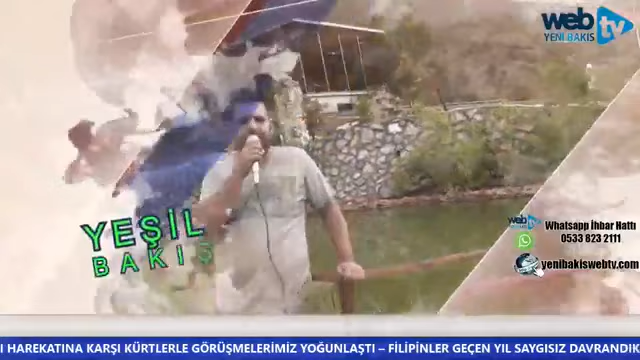 web tv
YENİ BAKIS
YEŞİL
BAKIŞ
web tv
Whatsapp İhbar Hattı
0533 823 2111
yenibakiswebtv.com
I HAREKATINA KARŞI KÜRTLERLE GÖRÜŞMELERİMİZ YOĞUNLAŞTI – FİLİPİNLER GEÇEN YIL SAYGISIZ DAVRANDIK